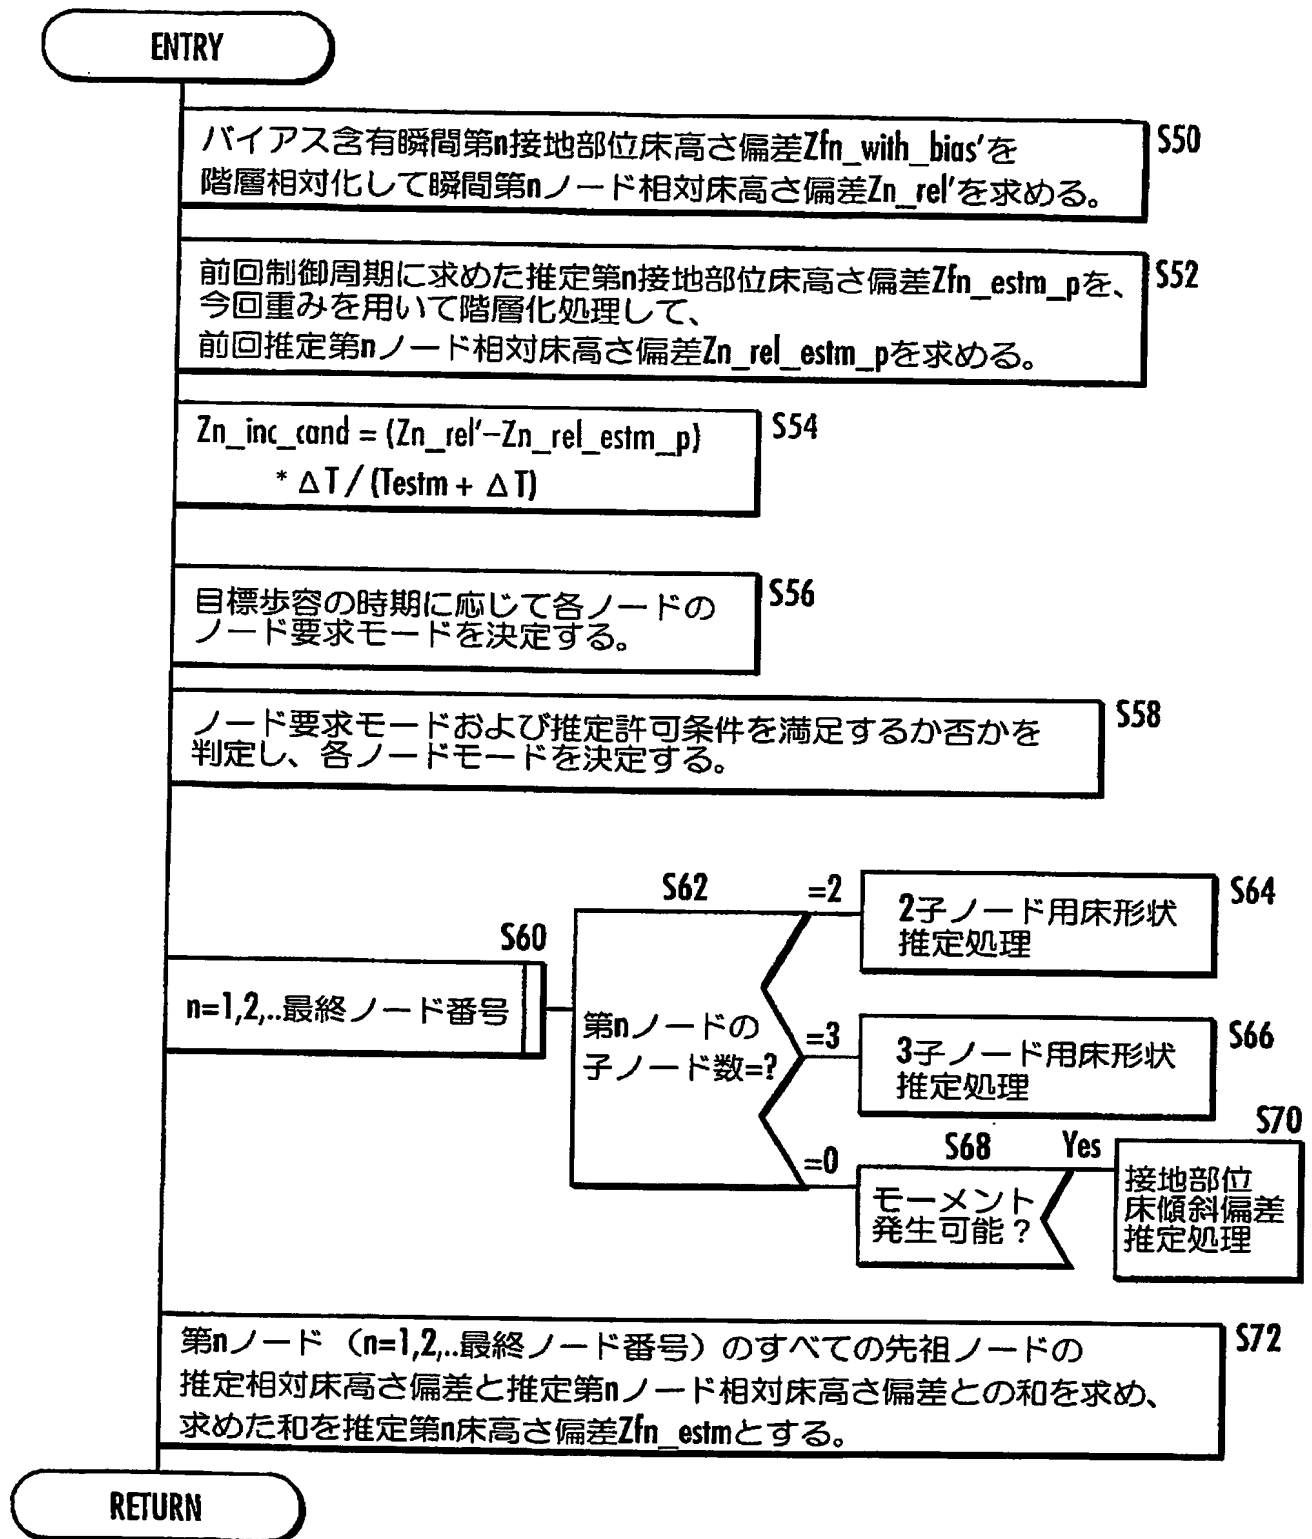 ENTRY
バイアス含有瞬間第n接地部位床高さ偏差Zfn_with_bias'を
階層相対化して瞬間第nノード相対床高さ偏差Zn_rel'を求める。
S50
前回制御周期に求めた推定第n接地部位床高さ偏差Zfn_estm_pを、
今回重みを用いて階層化処理して、
前回推定第nノード相対床高さ偏差Zn_rel_estm_pを求める。
S52
Zn_inc_cand = (Zn_rel'−Zn_rel_estm_p)
* ΔT / (Testm + ΔT)
S54
目標歩容の時期に応じて各ノードの
ノード要求モードを決定する。
S56
ノード要求モードおよび推定許可条件を満足するか否かを
判定し、各ノードモードを決定する。
S58
S60
n=1,2,..最終ノード番号
S62
第nノードの
子ノード数=?
=2
2子ノード用床形状
推定処理
S64
=3
3子ノード用床形状
推定処理
S66
=0
S68
モーメント
発生可能?
Yes
S70
接地部位
床傾斜偏差
推定処理
第nノード（n=1,2,..最終ノード番号）のすべての先祖ノードの
推定相対床高さ偏差と推定第nノード相対床高さ偏差との和を求め、
求めた和を推定第n床高さ偏差Zfn_estmとする。
S72
RETURN